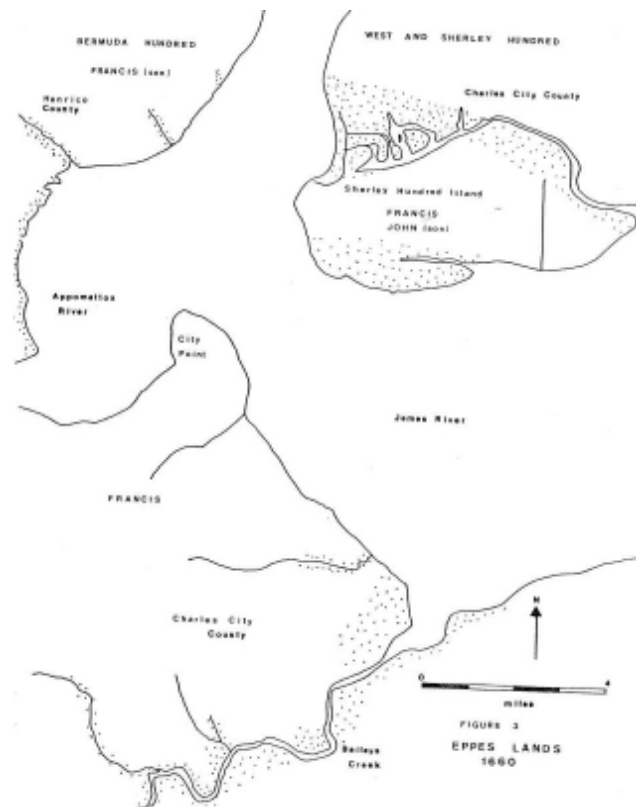 BERMUDA HUNDRED
FRANCIS (son)
Henrico
County
WEST AND SHERLEY HUNDRED
Charles City County
Sherley Hundred Island
FRANCIS
JOHN (son)
Appomattox
River
City
Point
James River
FRANCIS
Charles City
County
N
0
4
miles
Baileys
Creek
FIGURE 3
EPPES LANDS
1660